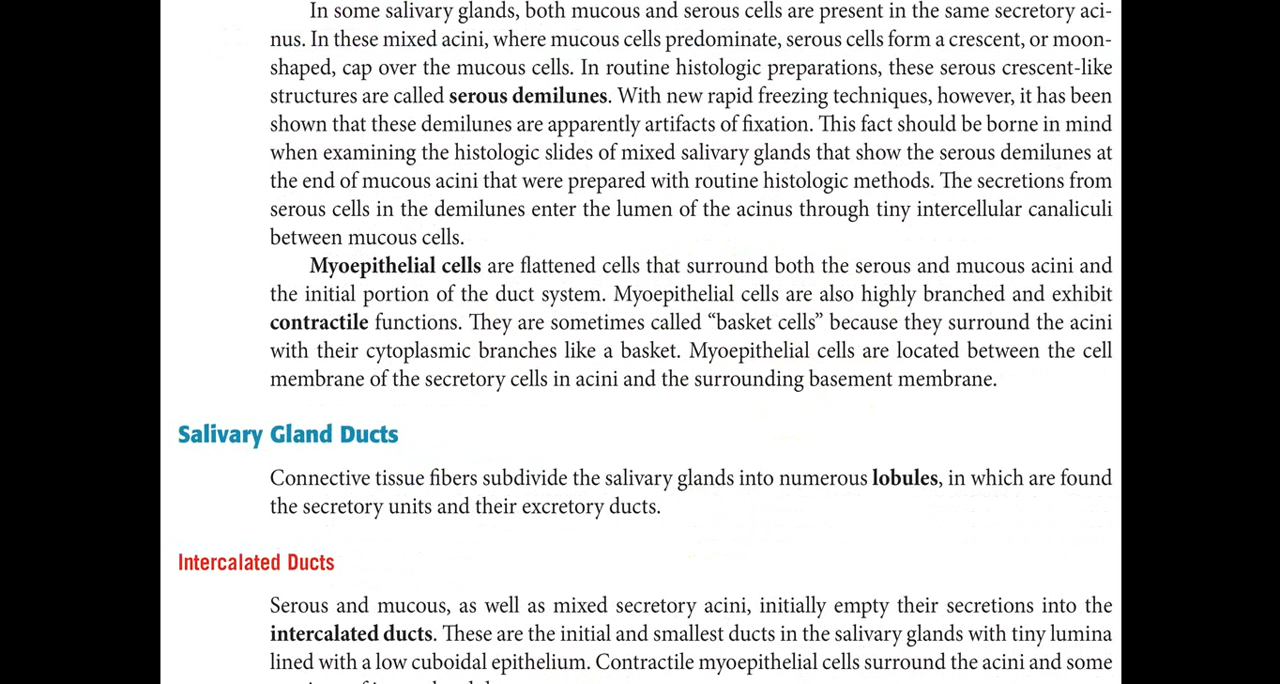 In some salivary glands, both mucous and serous cells are present in the same secretory aci-
nus. In these mixed acini, where mucous cells predominate, serous cells form a crescent, or moon-
shaped, cap over the mucous cells. In routine histologic preparations, these serous crescent-like
structures are called serous demilunes. With new rapid freezing techniques, however, it has been
shown that these demilunes are apparently artifacts of fixation. This fact should be borne in mind
when examining the histologic slides of mixed salivary glands that show the serous demilunes at
the end of mucous acini that were prepared with routine histologic methods. The secretions from
serous cells in the demilunes enter the lumen of the acinus through tiny intercellular canaliculi
between mucous cells.
Myoepithelial cells are flattened cells that surround both the serous and mucous acini and
the initial portion of the duct system. Myoepithelial cells are also highly branched and exhibit
contractile functions. They are sometimes called “basket cells” because they surround the acini
with their cytoplasmic branches like a basket. Myoepithelial cells are located between the cell
membrane of the secretory cells in acini and the surrounding basement membrane.
Salivary Gland Ducts
Connective tissue fibers subdivide the salivary glands into numerous lobules, in which are found
the secretory units and their excretory ducts.
Intercalated Ducts
Serous and mucous, as well as mixed secretory acini, initially empty their secretions into the
intercalated ducts. These are the initial and smallest ducts in the salivary glands with tiny lumina
lined with a low cuboidal epithelium. Contractile myoepithelial cells surround the acini and some